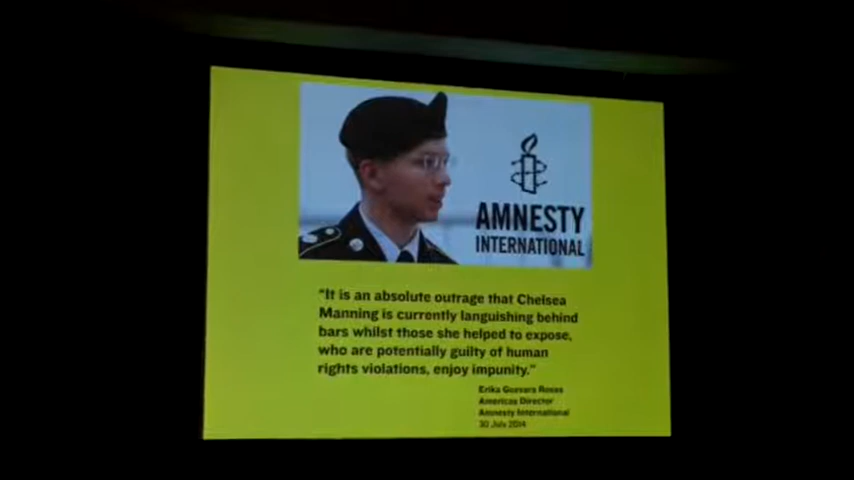 AMNESTY
INTERNATIONAL
“It is an absolute outrage that Chelsea
Manning is currently languishing behind
bars whilst those she helped to expose,
who are potentially guilty of human
rights violations, enjoy impunity.”
Erika Guevara Rosas
Americas Director
Amnesty International
30 July 2014